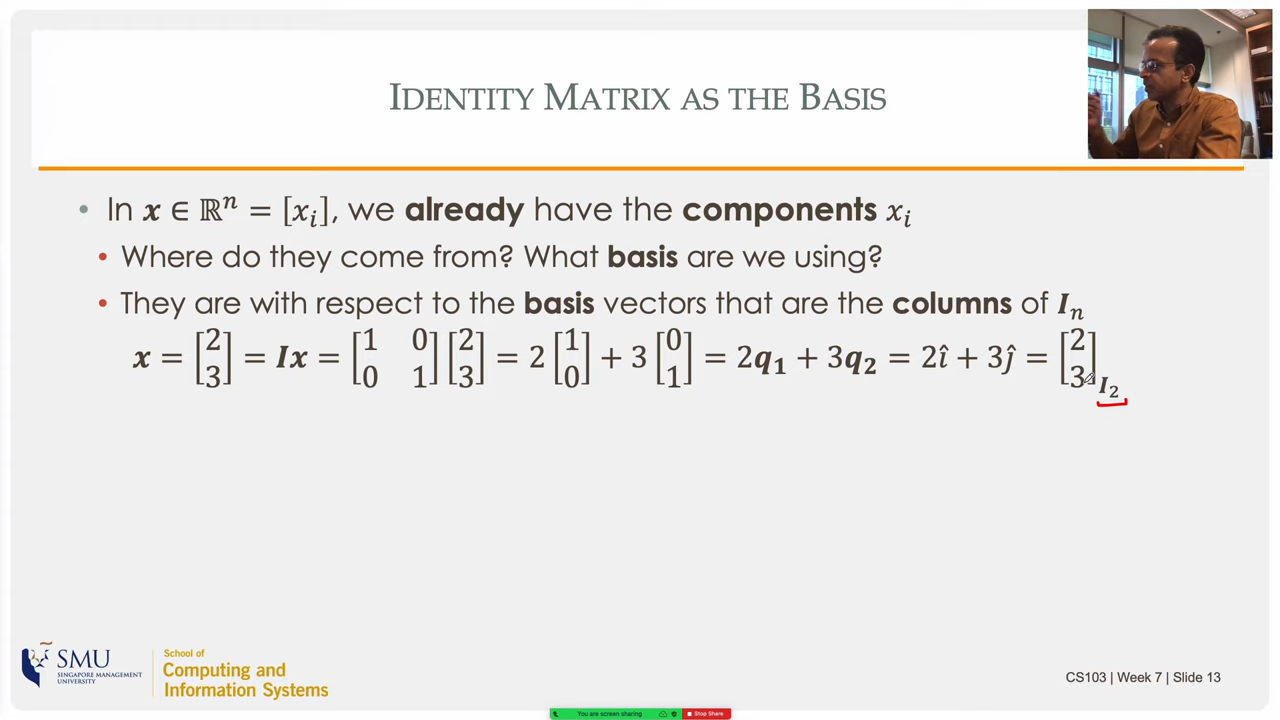 IDENTITY MATRIX AS THE BASIS
• In 𝒙 ∈ ℝⁿ = [𝑥ᵢ], we already have the components 𝑥ᵢ
• Where do they come from? What basis are we using?
• They are with respect to the basis vectors that are the columns of 𝑰ₙ
𝒙 = [2 3] = 𝑰𝒙 = [1 0 0 1] [2 3] = 2 [1 0] + 3 [0 1] = 2𝒒₁ + 3𝒒₂ = 2î + 3ĵ = [2 3] 𝑰₂
SMU
SINGAPORE MANAGEMENT
UNIVERSITY
School of
Computing and
Information Systems
CS103 | Week 7 | Slide 13
You are screen sharing
Stop Share